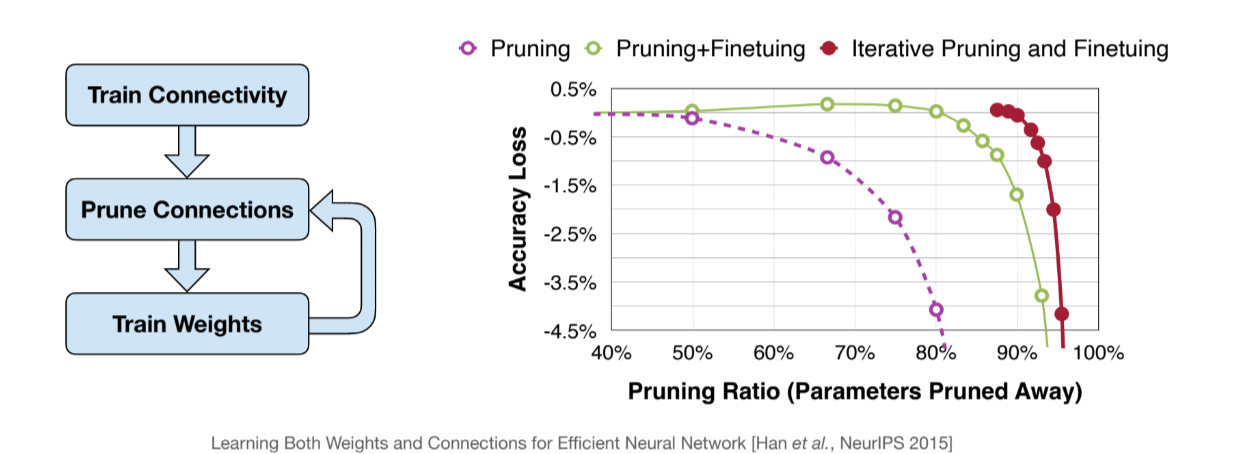 Train Connectivity
Prune Connections
Train Weights
Pruning
Pruning+Finetuing
Iterative Pruning and Finetuing
Accuracy Loss
0.5%
-0.5%
-1.5%
-2.5%
-3.5%
-4.5%
40% 50% 60% 70% 80% 90% 100%
Pruning Ratio (Parameters Pruned Away)
Learning Both Weights and Connections for Efficient Neural Network [Han et al., NeurIPS 2015]